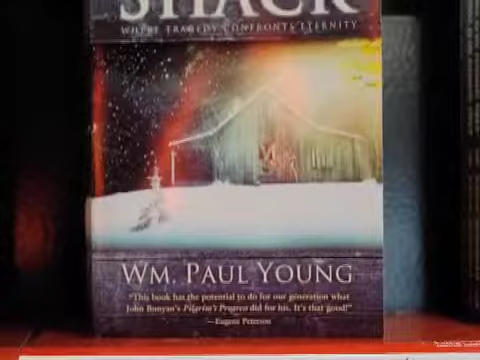 SHACK
WHERE TRAGEDY CONFRONTS ETERNITY
WM. PAUL YOUNG
"This book has the potential to do for our generation what
John Bunyan's Pilgrim's Progress did for his. It's that good!"
—Eugene Peterson